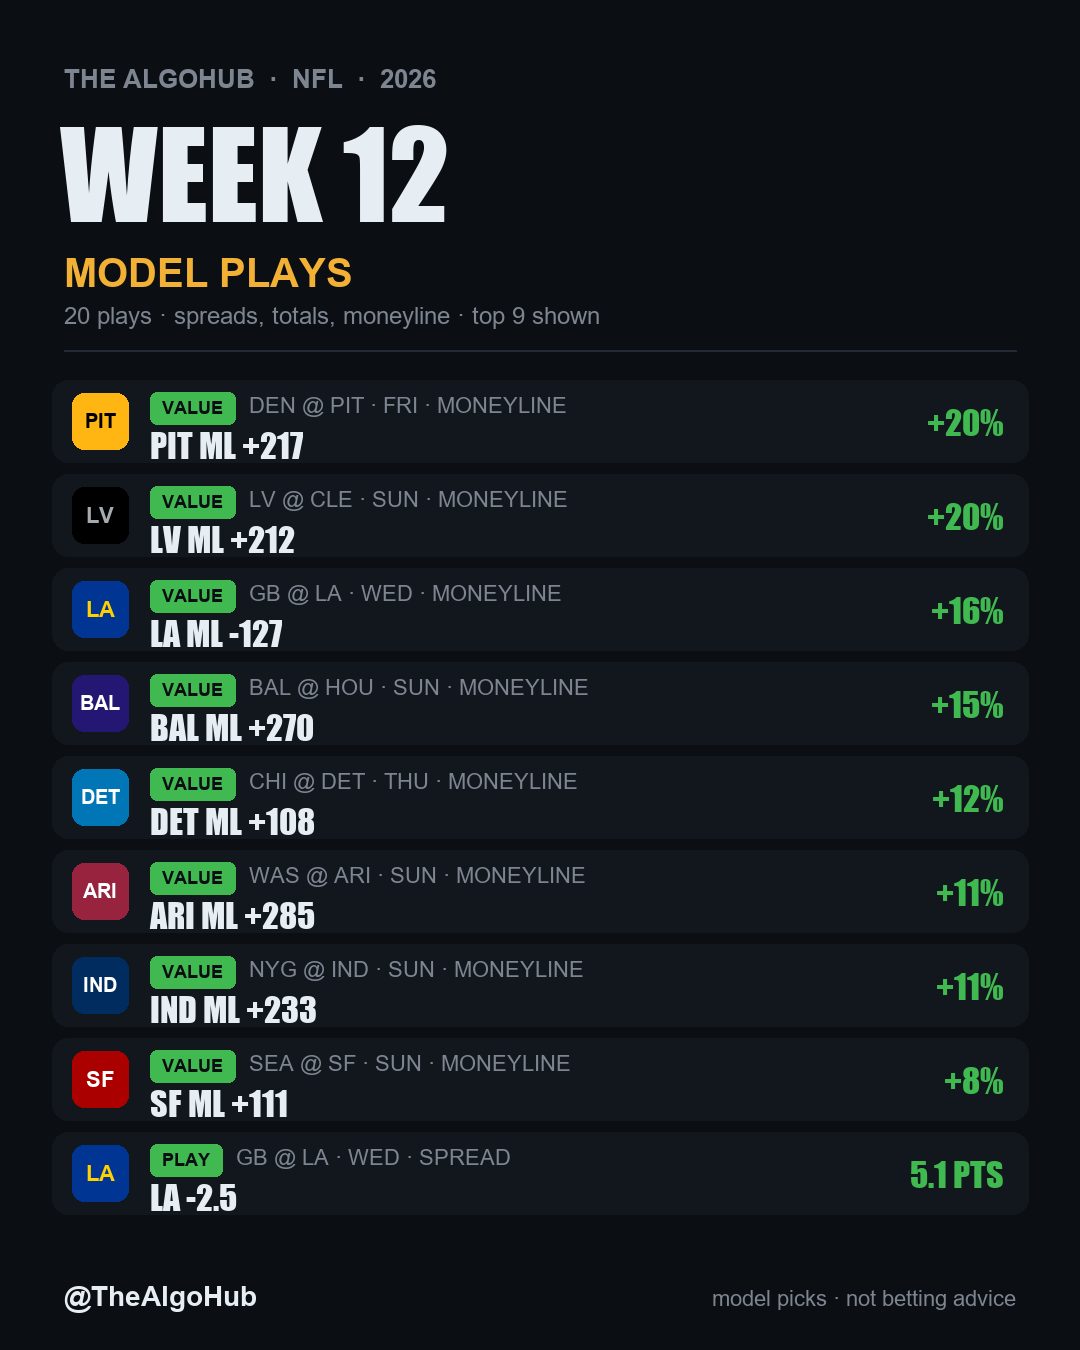 THE ALGOHUB · NFL · 2026
WEEK 12
MODEL PLAYS
20 plays · spreads, totals, moneyline · top 9 shown
PIT VALUE DEN @ PIT · FRI · MONEYLINE
PIT ML +217
+20%
LV VALUE LV @ CLE · SUN · MONEYLINE
LV ML +212
+20%
LA VALUE GB @ LA · WED · MONEYLINE
LA ML -127
+16%
BAL VALUE BAL @ HOU · SUN · MONEYLINE
BAL ML +270
+15%
DET VALUE CHI @ DET · THU · MONEYLINE
DET ML +108
+12%
ARI VALUE WAS @ ARI · SUN · MONEYLINE
ARI ML +285
+11%
IND VALUE NYG @ IND · SUN · MONEYLINE
IND ML +233
+11%
SF VALUE SEA @ SF · SUN · MONEYLINE
SF ML +111
+8%
LA PLAY GB @ LA · WED · SPREAD
LA -2.5
5.1 PTS
@TheAlgoHub
model picks · not betting advice